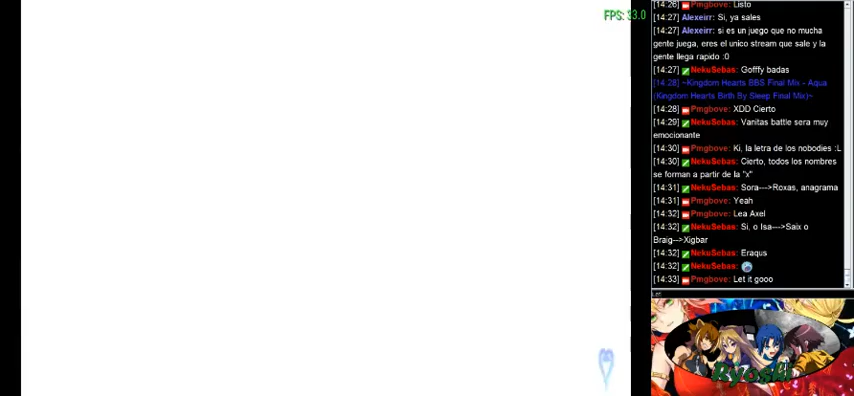 FPS: 33.0
[14:26] Pmgbove: Listo
[14:27] Alexeirr: Si, ya sales
[14:27] Alexeirr: si es un juego que no mucha
gente juega, eres el unico stream que sale y la
gente llega rapido :0
[14:27] NekuSebas: Gofffy badas
[14:28] ~Kingdom Hearts BBS Final Mix - Aqua
(Kingdom Hearts Birth By Sleep Final Mix)~
[14:28] Pmgbove: XDD Cierto
[14:29] NekuSebas: Vanitas battle sera muy
emocionante
[14:30] Pmgbove: Ki, la letra de los nobodies :L
[14:30] NekuSebas: Cierto, todos los nombres
se forman a partir de la "x"
[14:31] NekuSebas: Sora--->Roxas, anagrama
[14:31] Pmgbove: Yeah
[14:32] Pmgbove: Lea Axel
[14:32] NekuSebas: Si, o Isa--->Saix o
Braig-->Xigbar
[14:32] NekuSebas: Eraqus
[14:32] NekuSebas:
[14:33] Pmgbove: Let it gooo
Ryoski